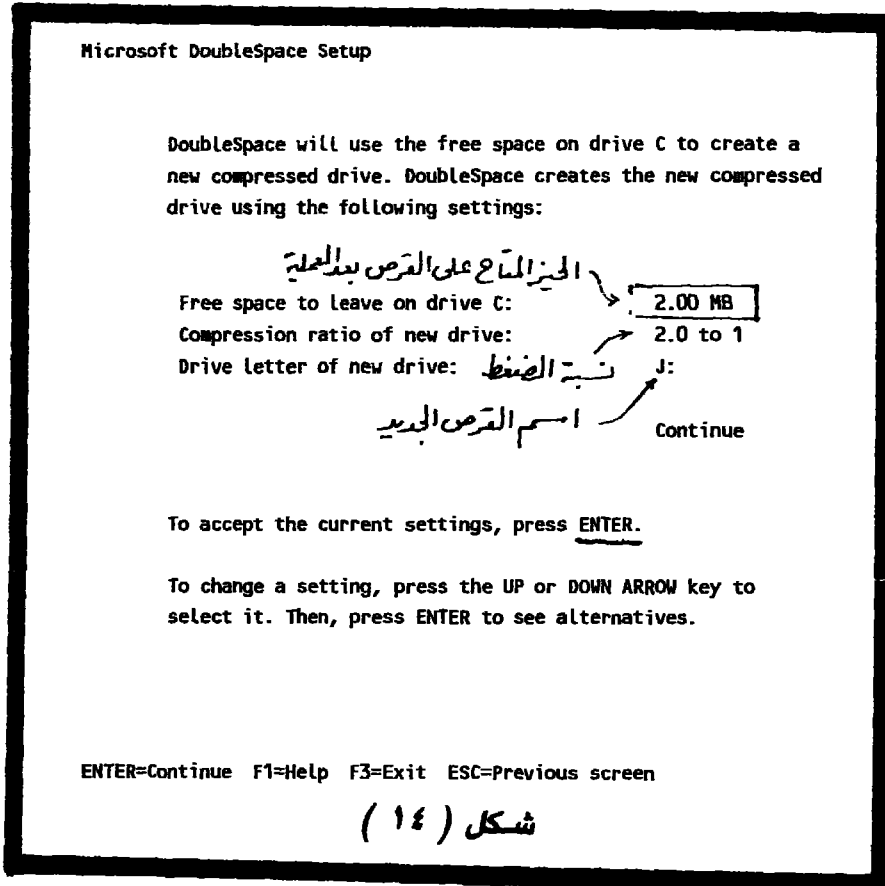 Microsoft DoubleSpace Setup
DoubleSpace will use the free space on drive C to create a
new compressed drive. DoubleSpace creates the new compressed
drive using the following settings:
الحيز المتاح على القرص بعد العملية
Free space to leave on drive C: 2.00 MB
Compression ratio of new drive: 2.0 to 1
Drive letter of new drive: نسبة الضغط J:
اسم القرص الجديد
Continue
To accept the current settings, press ENTER.
To change a setting, press the UP or DOWN ARROW key to
select it. Then, press ENTER to see alternatives.
ENTER=Continue F1=Help F3=Exit ESC=Previous screen
شكل ( ١٤ )